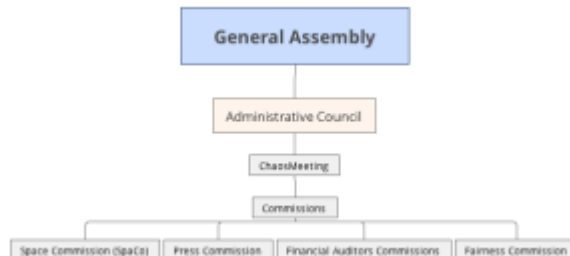 General Assembly
Administrative Council
ChaosMeeting
Commissions
Space Commission (SpaCo) Press Commission Financial Auditors Commissions Fairness Commission